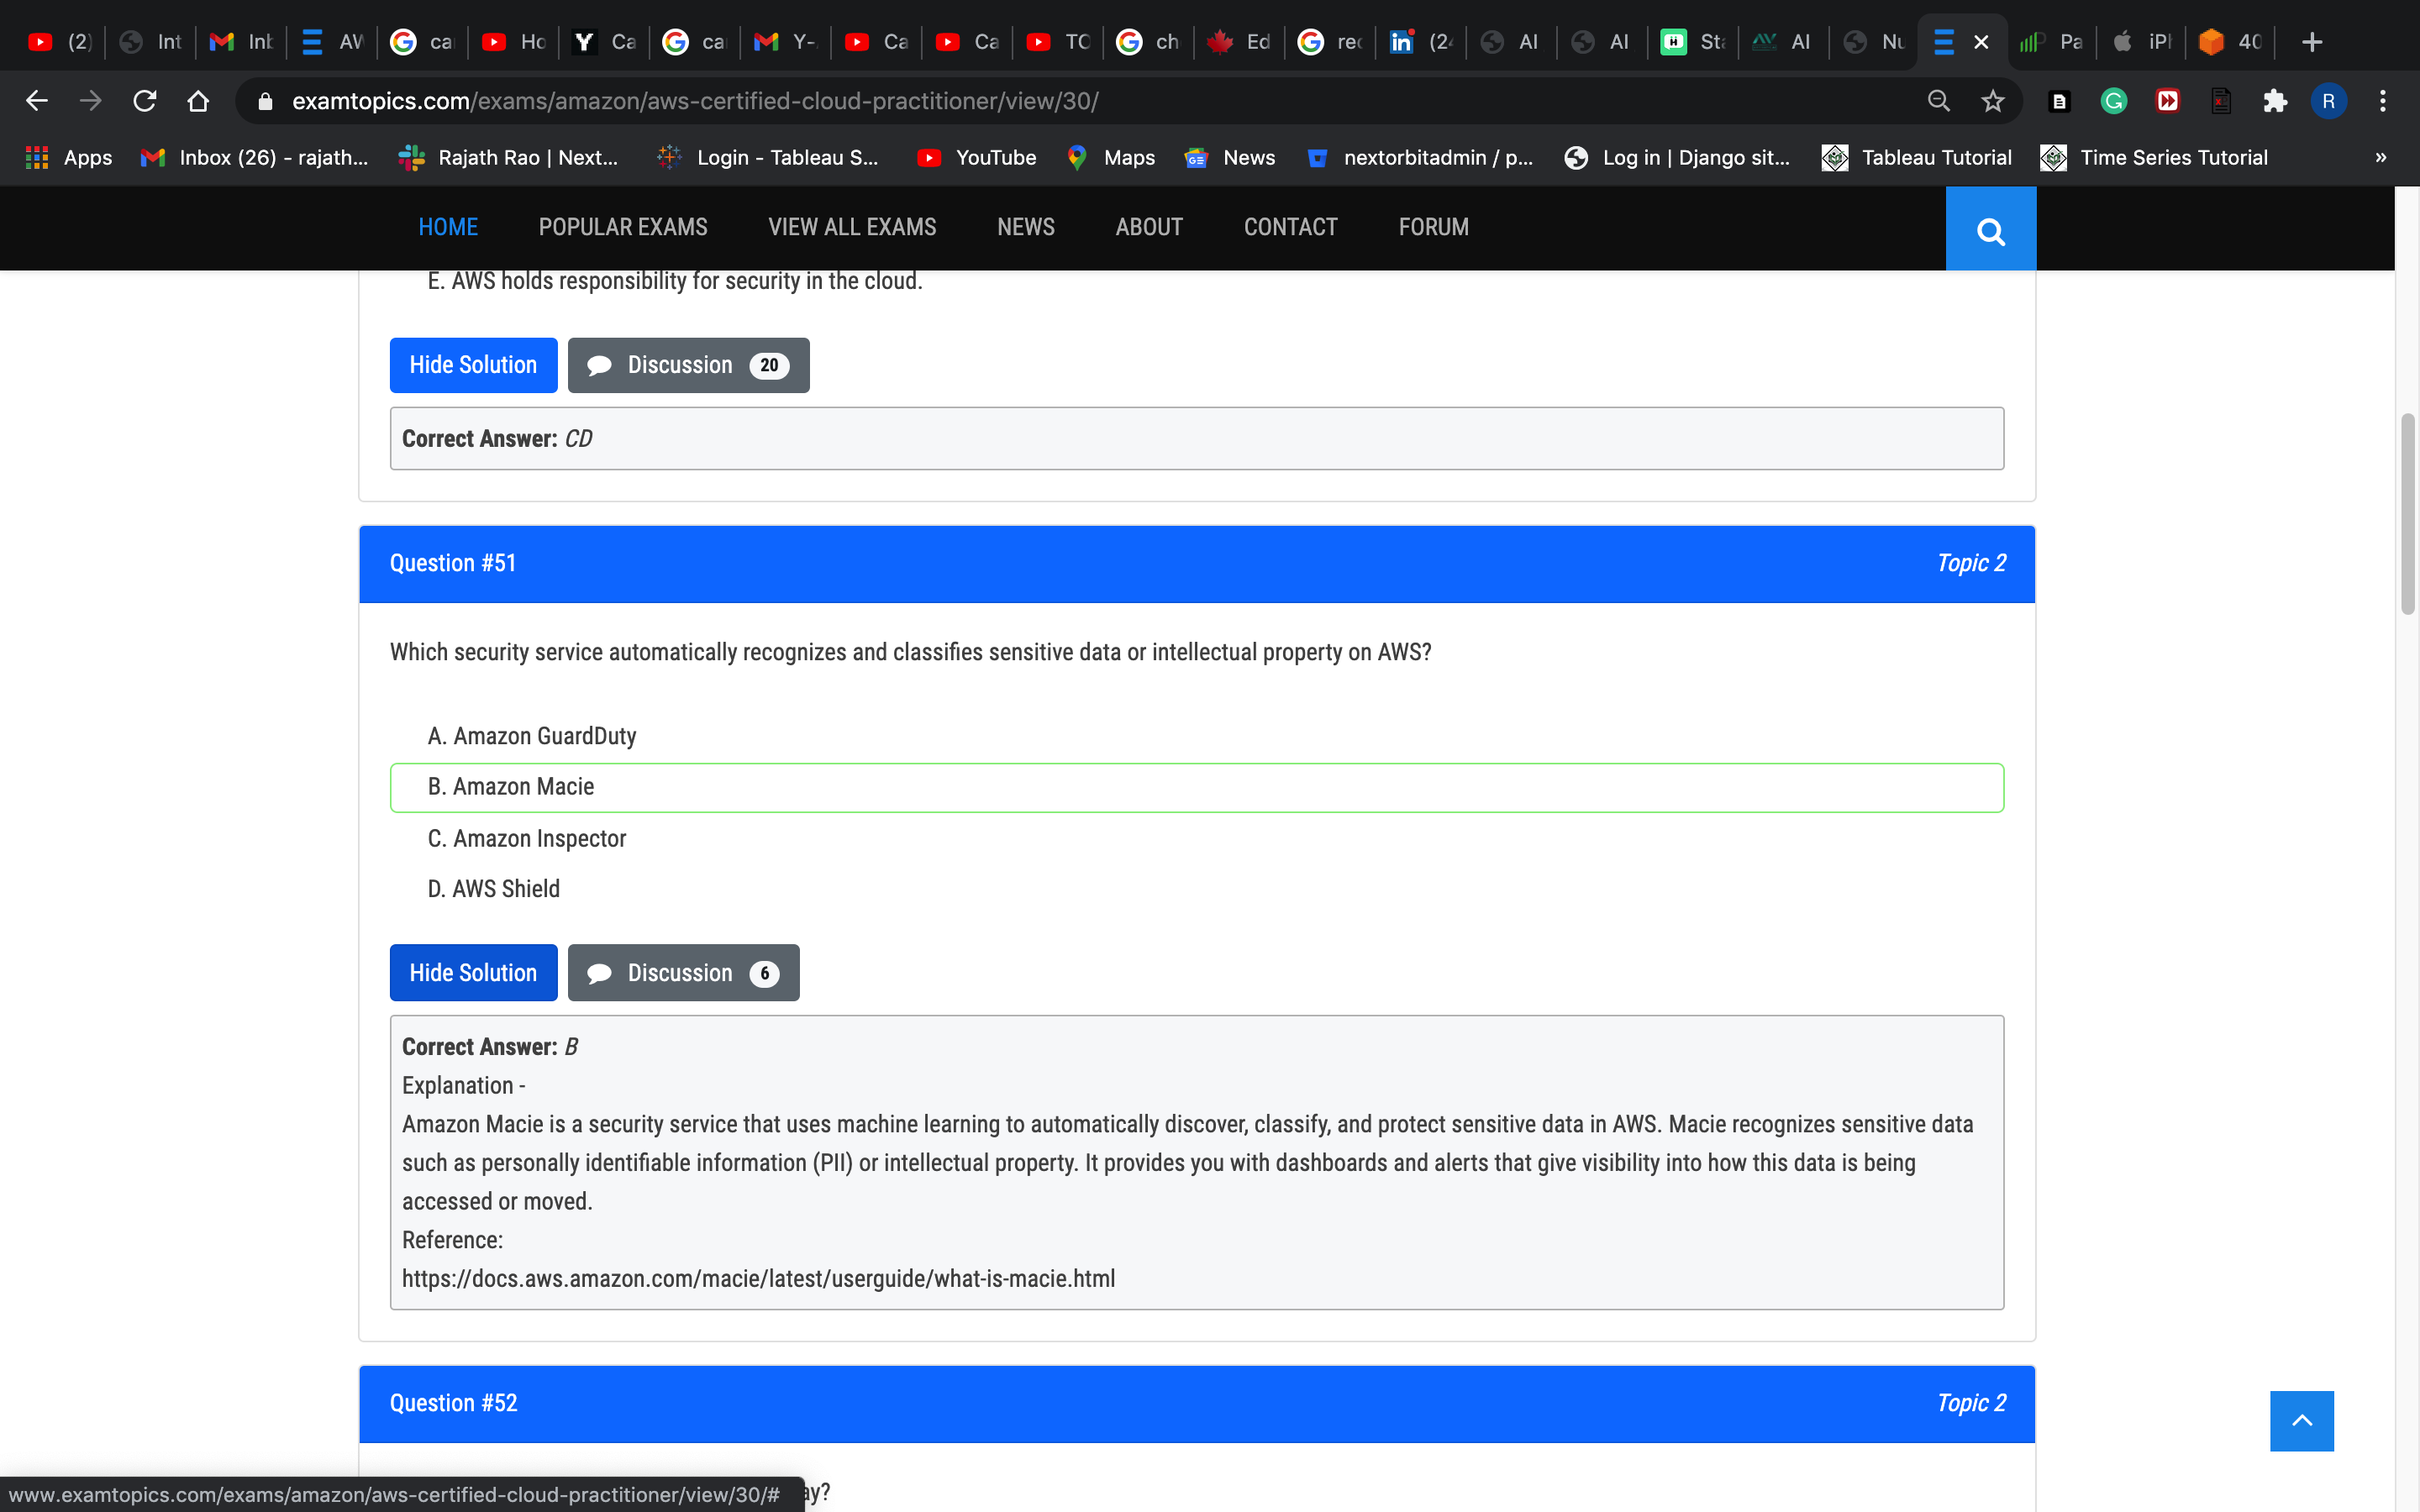 (2)
Int
Inb
AW
ca
Ho
Ca
ca
Y-
Ca
Ca
TO
ch
Ed
rec
(24
AI
AI
Sta
AI
Nu
Pa
iPh
40
examtopics.com/exams/amazon/aws-certified-cloud-practitioner/view/30/
R
Apps
Inbox (26) - rajath...
Rajath Rao | Next...
Login - Tableau S...
YouTube
Maps
News
nextorbitadmin / p...
Log in | Django sit...
Tableau Tutorial
Time Series Tutorial
»
HOME
POPULAR EXAMS
VIEW ALL EXAMS
NEWS
ABOUT
CONTACT
FORUM
E. AWS holds responsibility for security in the cloud.
Hide Solution
Discussion 20
Correct Answer: CD
Question #51
Topic 2
Which security service automatically recognizes and classifies sensitive data or intellectual property on AWS?
A. Amazon GuardDuty
B. Amazon Macie
C. Amazon Inspector
D. AWS Shield
Hide Solution
Discussion 6
Correct Answer: B
Explanation -
Amazon Macie is a security service that uses machine learning to automatically discover, classify, and protect sensitive data in AWS. Macie recognizes sensitive data
such as personally identifiable information (PII) or intellectual property. It provides you with dashboards and alerts that give visibility into how this data is being
accessed or moved.
Reference:
https://docs.aws.amazon.com/macie/latest/userguide/what-is-macie.html
Question #52
Topic 2
www.examtopics.com/exams/amazon/aws-certified-cloud-practitioner/view/30/#
ay?